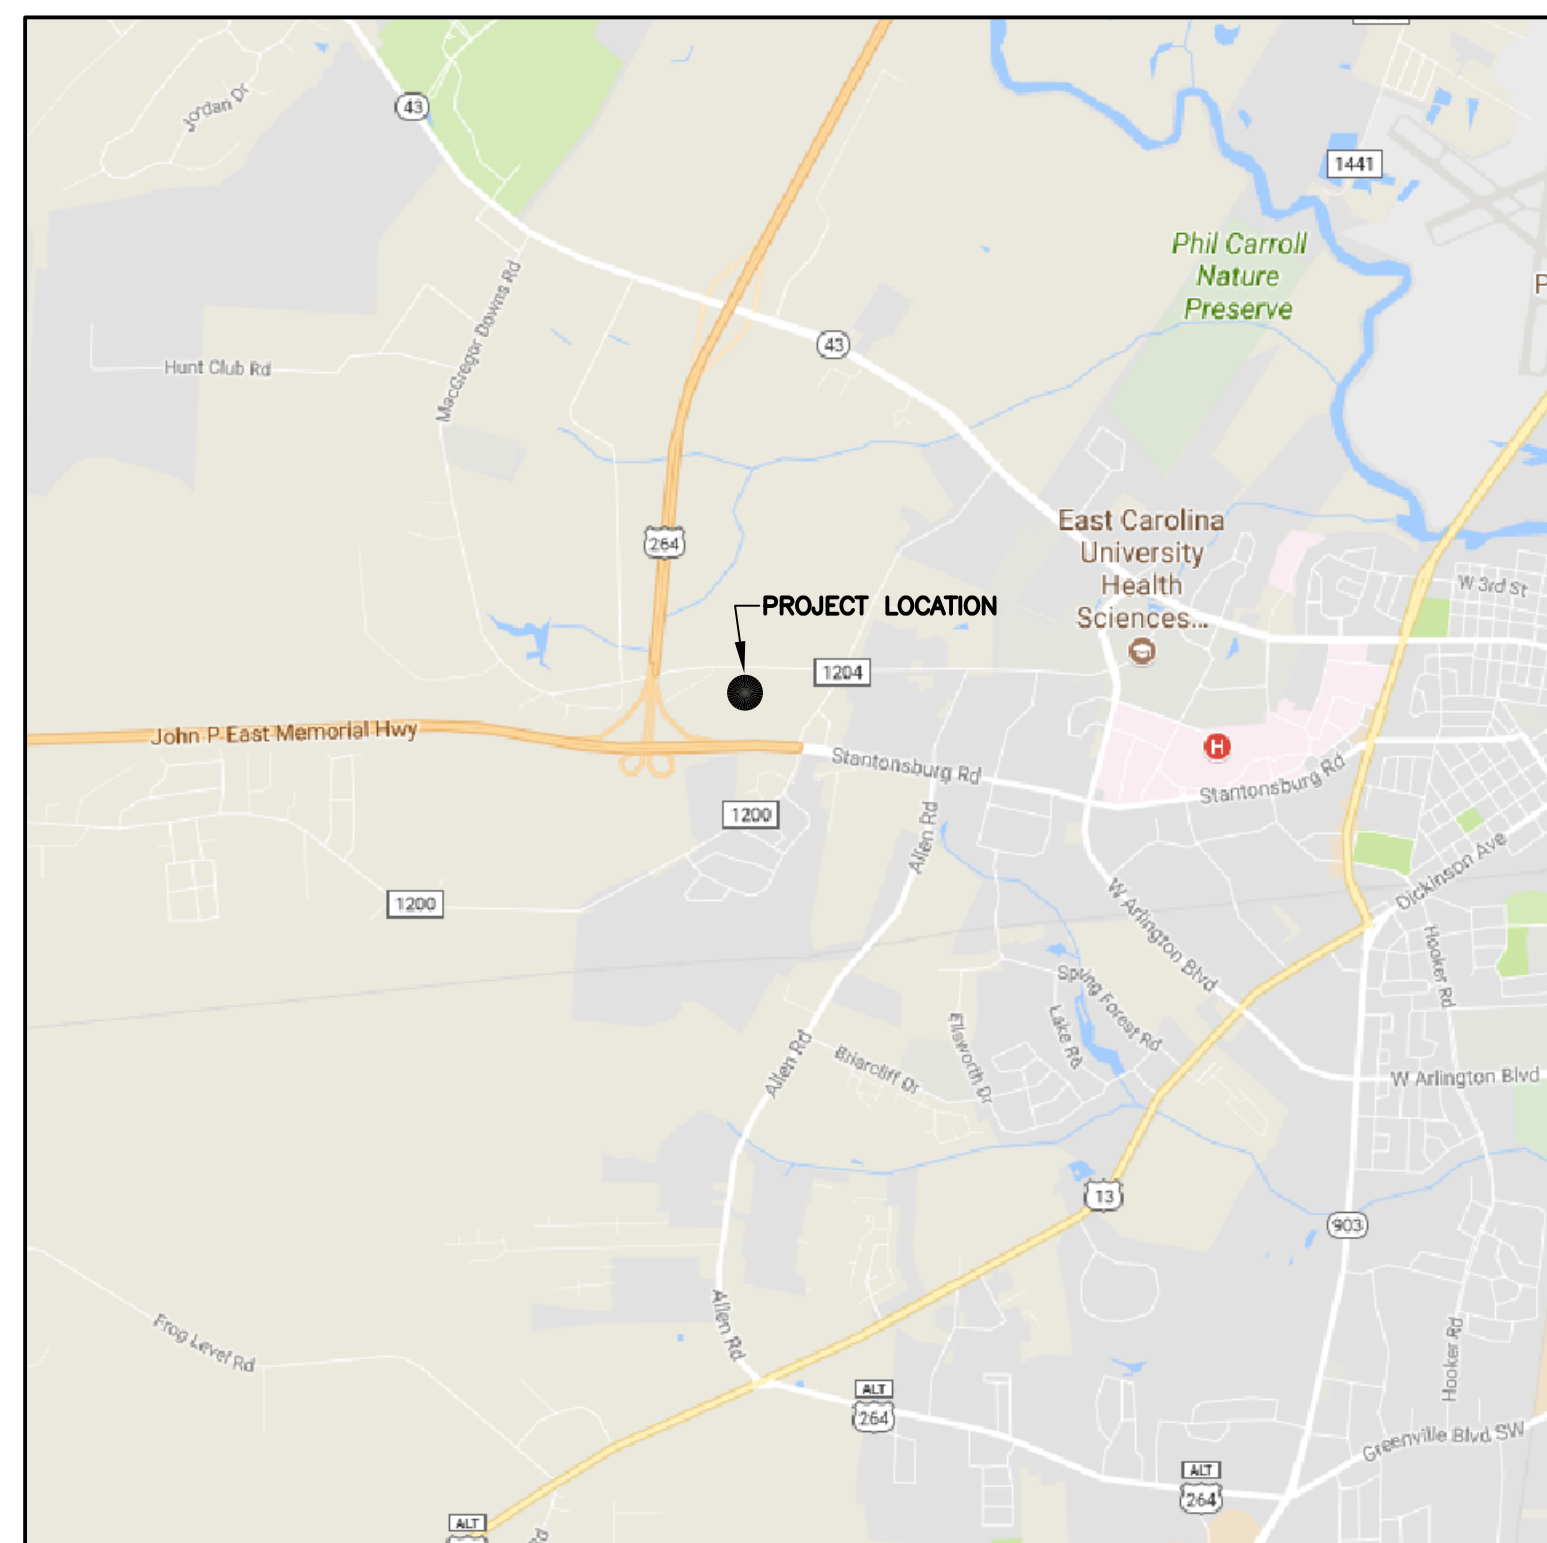 Jordan Dr
43
1441
Phil Carroll
Nature
Preserve
P
MacGregor Downs Rd
43
Hunt Club Rd
East Carolina
University
Health
Sciences...
264
W 3rd St
PROJECT LOCATION
1204
John P East Memorial Hwy
H
Stantonsburg Rd
Stantonsburg Rd
1200
Allen Rd
Dickinson Ave
1200
W Arlington Blvd
Hooker Rd
Spring Forest Rd
Lake Rd
Ellsworth Dr
Allen Rd
Briarcliff Dr
W Arlington Blvd
13
903
Allen Rd
Frog Level Rd
Hooker Rd
ALT
264
Greenville Blvd SW
ALT
264
ALT
Rd